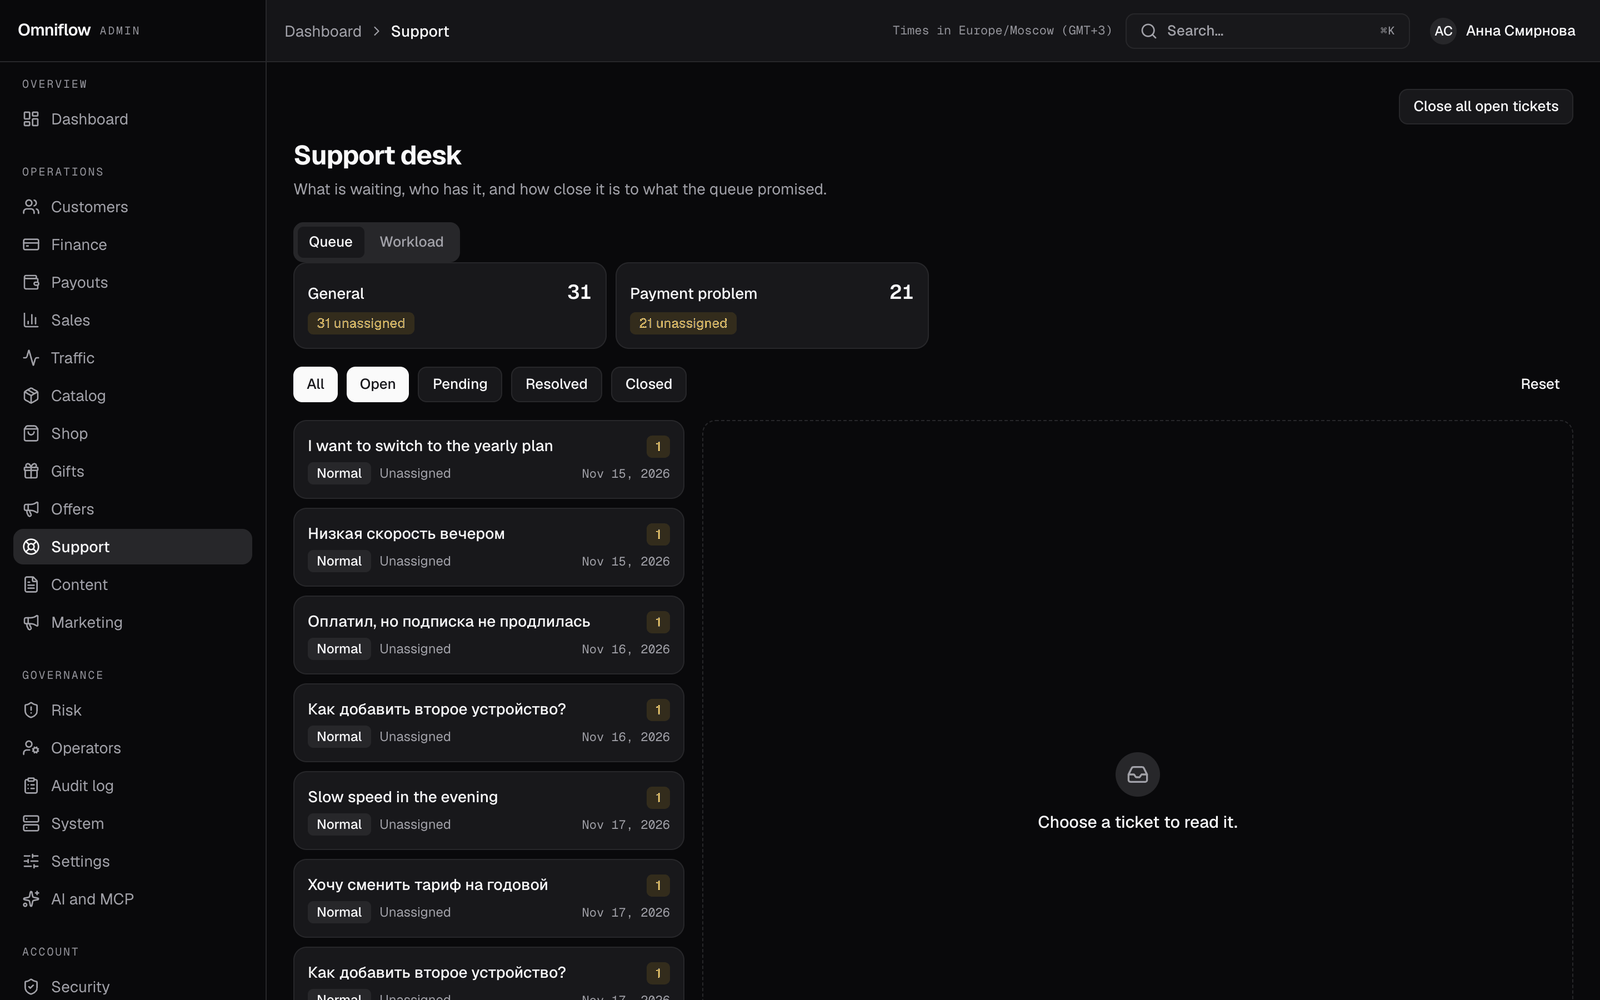 Omniflow ADMIN
Dashboard > Support
Times in Europe/Moscow (GMT+3)
Search...
⌘K
AC
Анна Смирнова
OVERVIEW
Dashboard
OPERATIONS
Customers
Finance
Payouts
Sales
Traffic
Catalog
Shop
Gifts
Offers
Support
Content
Marketing
GOVERNANCE
Risk
Operators
Audit log
System
Settings
AI and MCP
ACCOUNT
Security
Close all open tickets
Support desk
What is waiting, who has it, and how close it is to what the queue promised.
Queue
Workload
General 31
31 unassigned
Payment problem 21
21 unassigned
All
Open
Pending
Resolved
Closed
Reset
I want to switch to the yearly plan 1
Normal Unassigned Nov 15, 2026
Низкая скорость вечером 1
Normal Unassigned Nov 15, 2026
Оплатил, но подписка не продлилась 1
Normal Unassigned Nov 16, 2026
Как добавить второе устройство? 1
Normal Unassigned Nov 16, 2026
Slow speed in the evening 1
Normal Unassigned Nov 17, 2026
Хочу сменить тариф на годовой 1
Normal Unassigned Nov 17, 2026
Как добавить второе устройство? 1
Normal Unassigned Nov 17, 2026
Choose a ticket to read it.